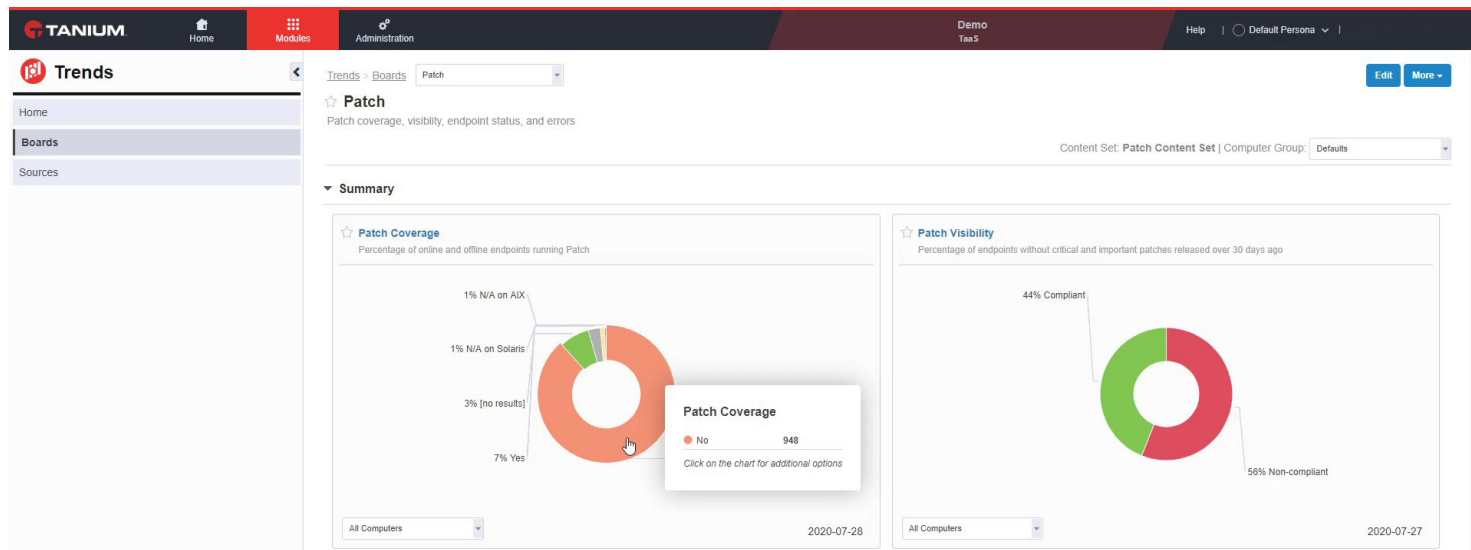 TANIUM
Home
Modules
Administration
Demo
TaaS
Help | Default Persona |
Trends
Home
Boards
Sources
Trends > Boards Patch
Edit More
Patch
Patch coverage, visiblity, endpoint status, and errors
Content Set: Patch Content Set | Computer Group: Defaults
Summary
Patch Coverage
Percentage of online and offline endpoints running Patch
1% N/A on AIX
1% N/A on Solaris
3% [no results]
7% Yes
Patch Coverage
No 948
Click on the chart for additional options
All Computers
2020-07-28
Patch Visibility
Percentage of endpoints without critical and important patches released over 30 days ago
44% Compliant
56% Non-compliant
All Computers
2020-07-27